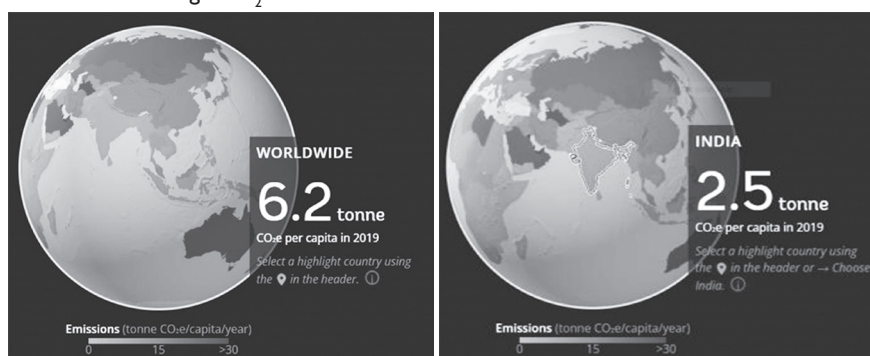 2
WORLDWIDE
6.2 tonne
CO₂e per capita in 2019
Select a highlight country using
the in the header.
Emissions (tonne CO₂e/capita/year)
0 15 >30
INDIA
2.5 tonne
CO₂e per capita in 2019
Select a highlight country using
the in the header or → Choose
India.
Emissions (tonne CO₂e/capita/year)
0 15 >30